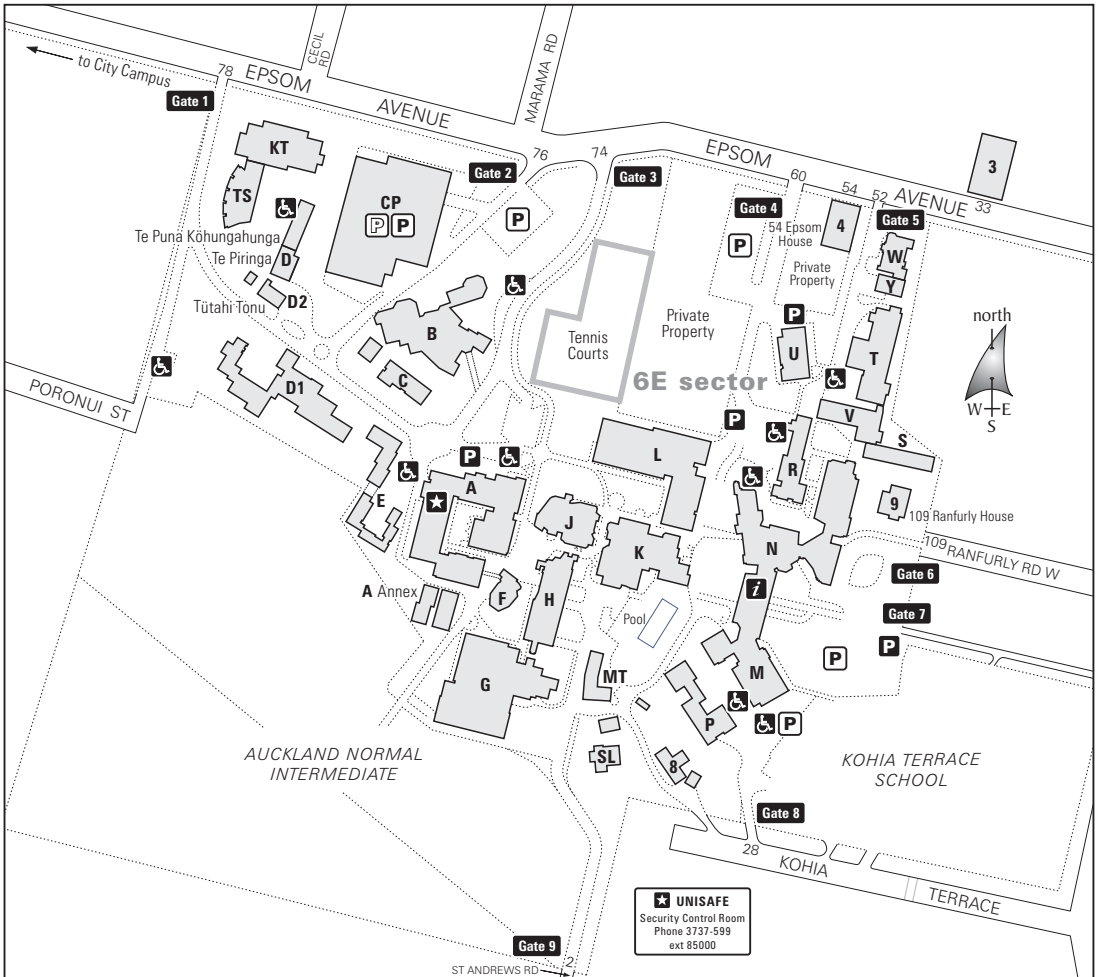 to City Campus
CECIL
RD
MARAMA RD
78
EPSOM
AVENUE
Gate 1
Gate 2
76
74
Gate 3
EPSOM
AVENUE
3
33
60
54
52
Gate 4
Gate 5
KT
TS
CP
P P
P
P
54 Epsom
House
4
W
Y
Private
Property
Te Puna Kōhungahunga
Te Piringa
D
D2
Tūtahi Tonu
B
C
Tennis
Courts
Private
Property
6E sector
P
U
T
V
S
north
W E
S
PORONUI ST
D1
P
R
L
E
P
A
J
K
N
9
109 Ranfurly House
109
RANFURLY RD W
Gate 6
Gate 7
A Annex
F
H
Pool
i
P
P
G
MT
M
P
P
SL
8
AUCKLAND NORMAL
INTERMEDIATE
KOHIA TERRACE
SCHOOL
Gate 8
28
KOHIA
TERRACE
UNISAFE
Security Control Room
Phone 3737-599
ext 85000
Gate 9
2
ST ANDREWS RD